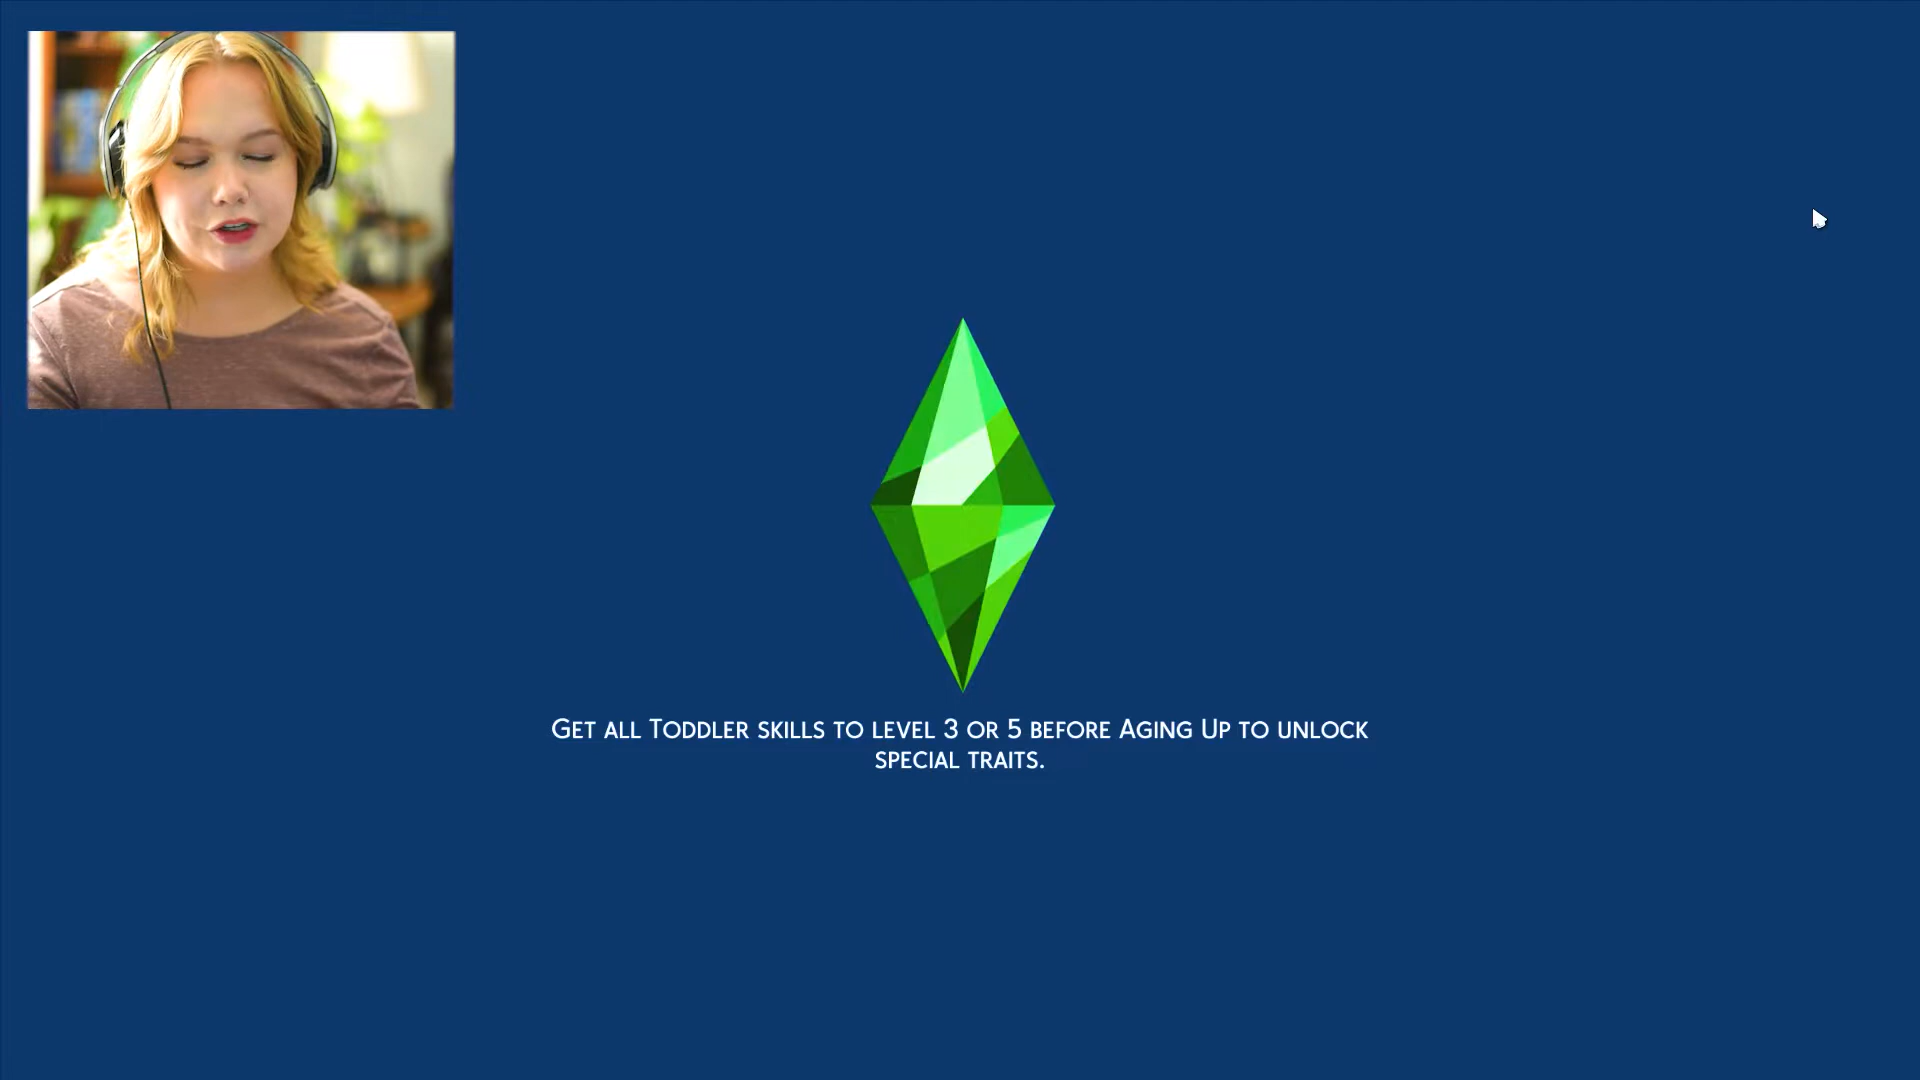 Get all Toddler skills to level 3 or 5 before Aging Up to unlock
special traits.